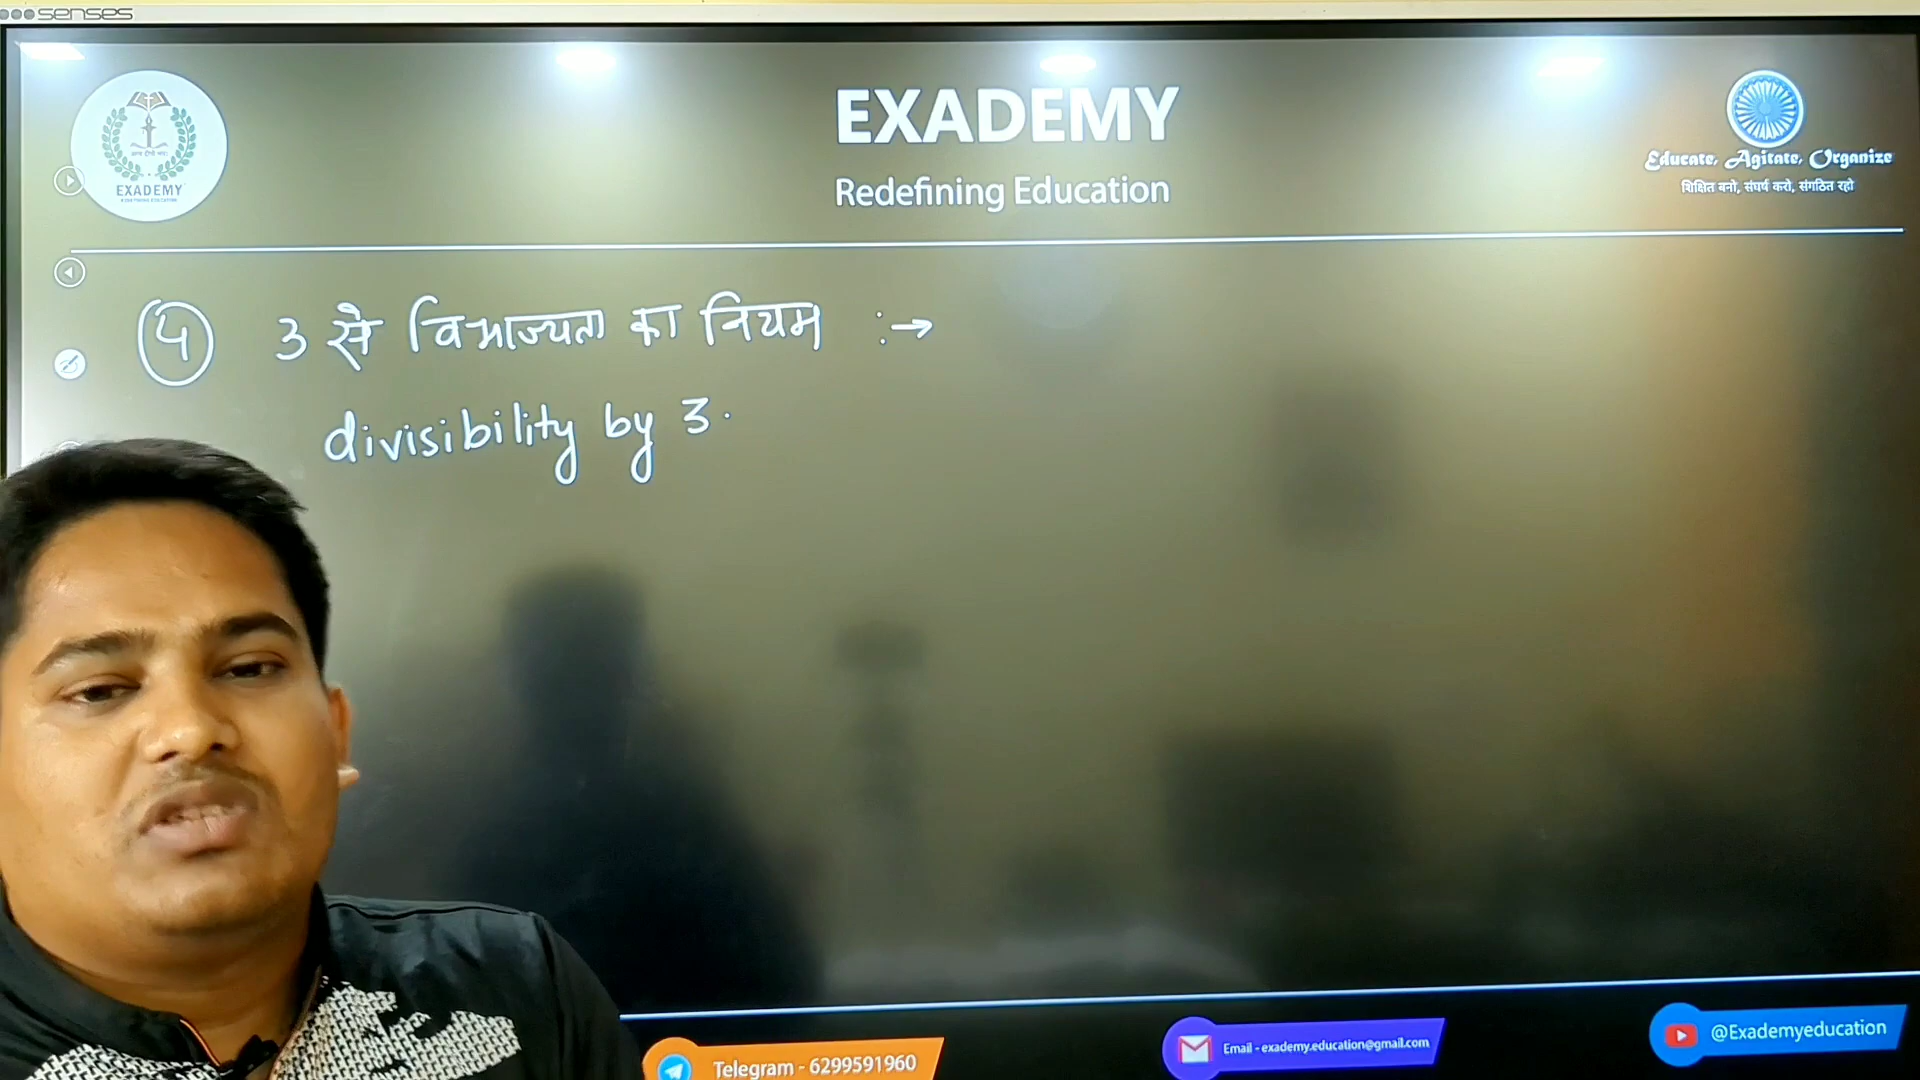 senses
EXADEMY
Redefining Education
EXADEMY
Educate, Agitate, Organize
शिक्षित बनो, संघर्ष करो, संगठित रहो
4 3 से विभाज्यता का नियम :→
divisibility by 3.
Telegram - 6299591960
Email - exademy.education@gmail.com
@Exademyeducation